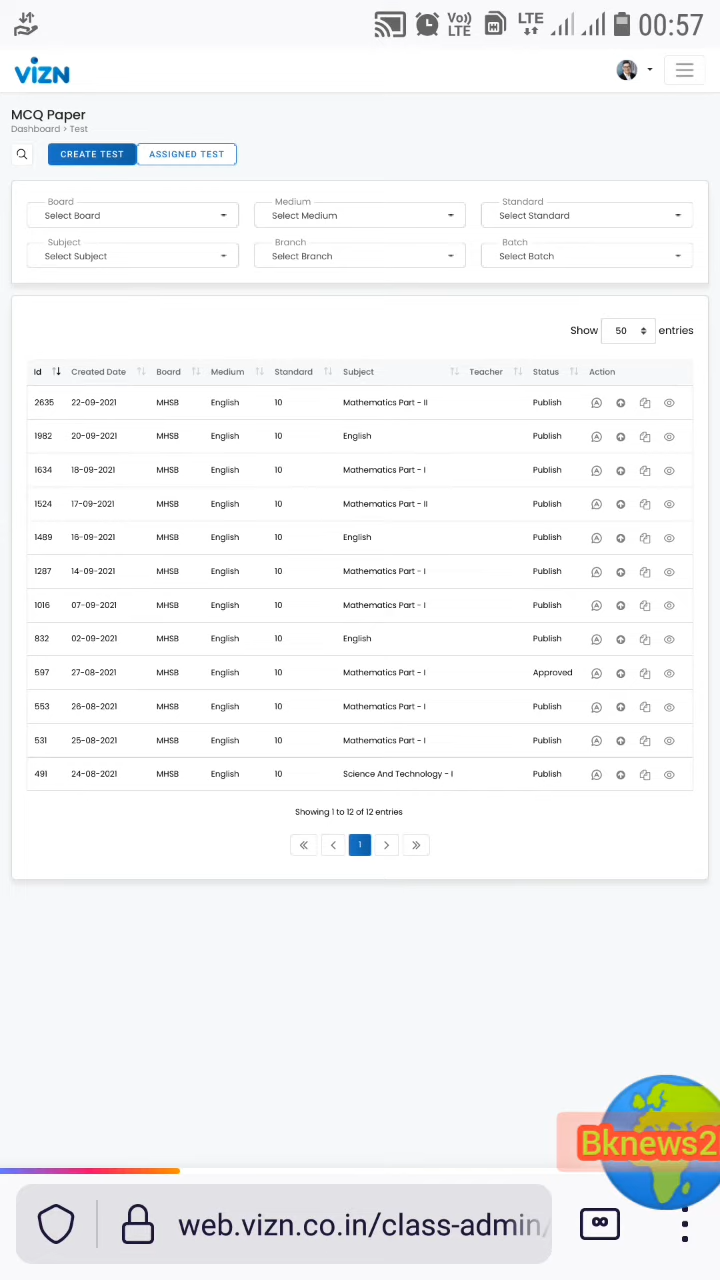 Vo)) LTE LTE 00:57
VIZN
MCQ Paper
Dashboard > Test
CREATE TEST ASSIGNED TEST
Board Medium Standard
Select Board Select Medium Select Standard
Subject Branch Batch
Select Subject Select Branch Select Batch
Show 50 entries
Id Created Date Board Medium Standard Subject Teacher Status Action
2635 22-09-2021 MHSB English 10 Mathematics Part - II Publish
1982 20-09-2021 MHSB English 10 English Publish
1634 18-09-2021 MHSB English 10 Mathematics Part - I Publish
1524 17-09-2021 MHSB English 10 Mathematics Part - II Publish
1489 16-09-2021 MHSB English 10 English Publish
1287 14-09-2021 MHSB English 10 Mathematics Part - I Publish
1016 07-09-2021 MHSB English 10 Mathematics Part - I Publish
832 02-09-2021 MHSB English 10 English Publish
597 27-08-2021 MHSB English 10 Mathematics Part - I Approved
553 26-08-2021 MHSB English 10 Mathematics Part - I Publish
531 25-08-2021 MHSB English 10 Mathematics Part - I Publish
491 24-08-2021 MHSB English 10 Science And Technology - I Publish
Showing 1 to 12 of 12 entries
« < 1 > »
Bknews2
web.vizn.co.in/class-admin/